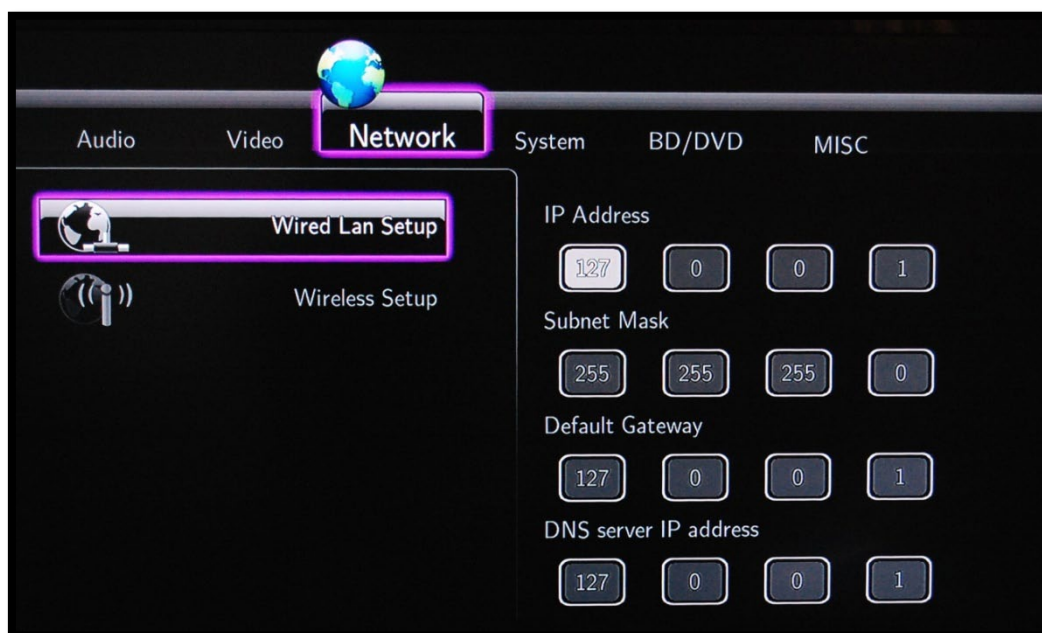 Audio Video Network System BD/DVD MISC
Wired Lan Setup
Wireless Setup
IP Address
127 0 0 1
Subnet Mask
255 255 255 0
Default Gateway
127 0 0 1
DNS server IP address
127 0 0 1